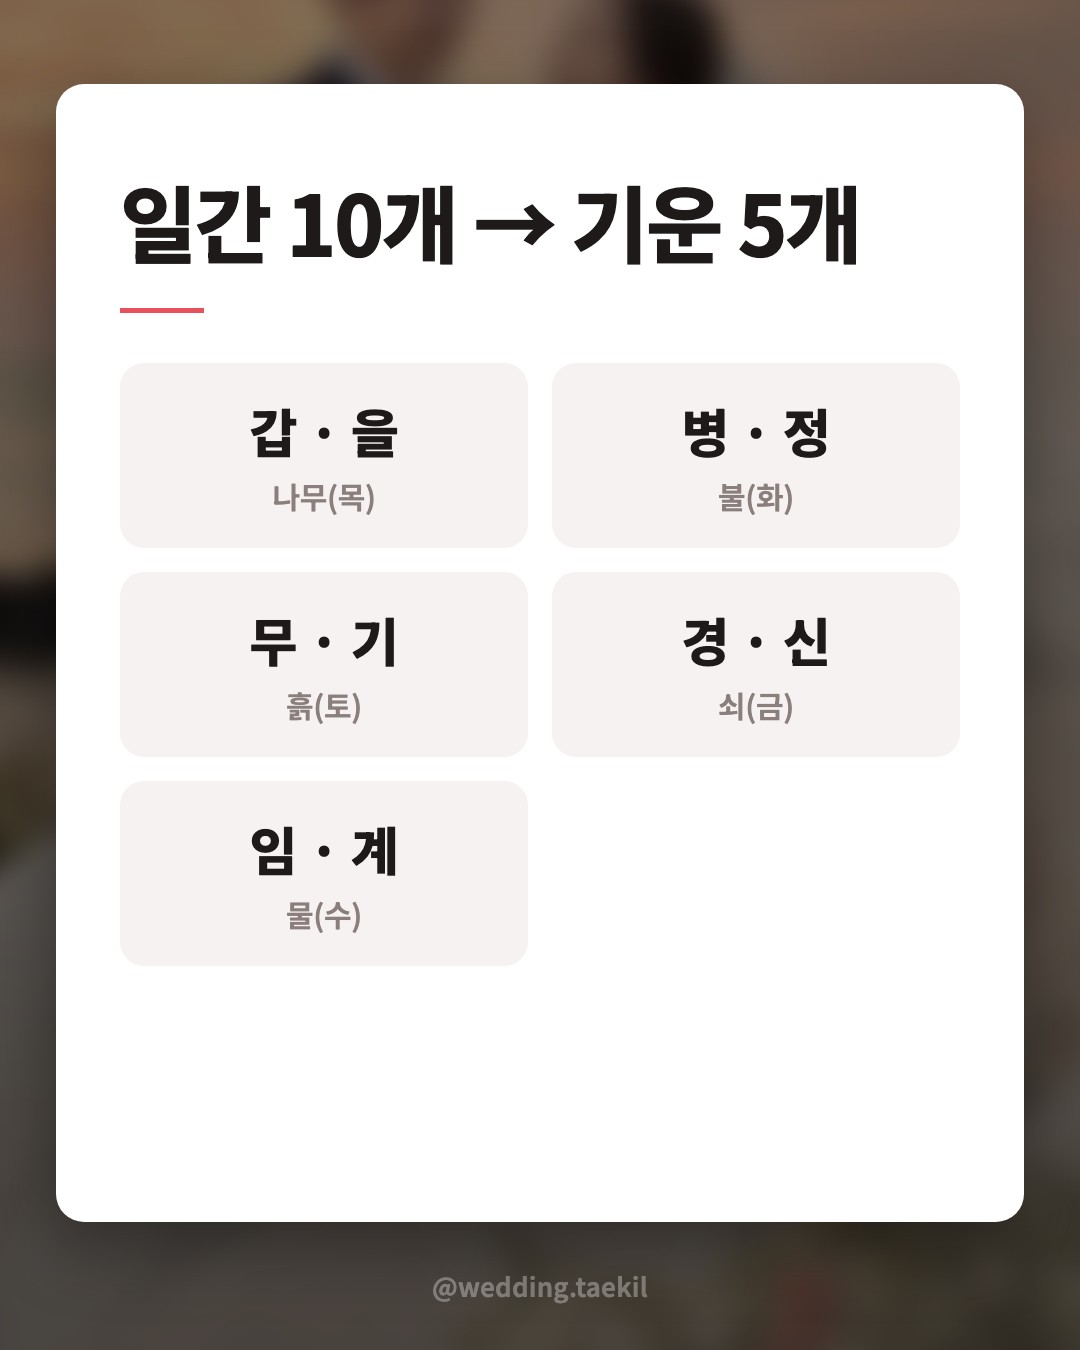 일간 10개 → 기운 5개
갑 · 을
나무(목)
병 · 정
불(화)
무 · 기
흙(토)
경 · 신
쇠(금)
임 · 계
물(수)
@wedding.taekil